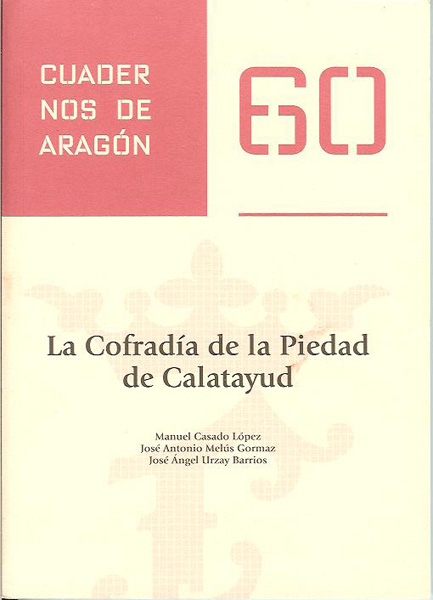 CUADER
NOS DE
ARAGÓN
60
La Cofradía de la Piedad
de Calatayud
Manuel Casado López
José Antonio Melús Gormaz
José Ángel Urzay Barrios